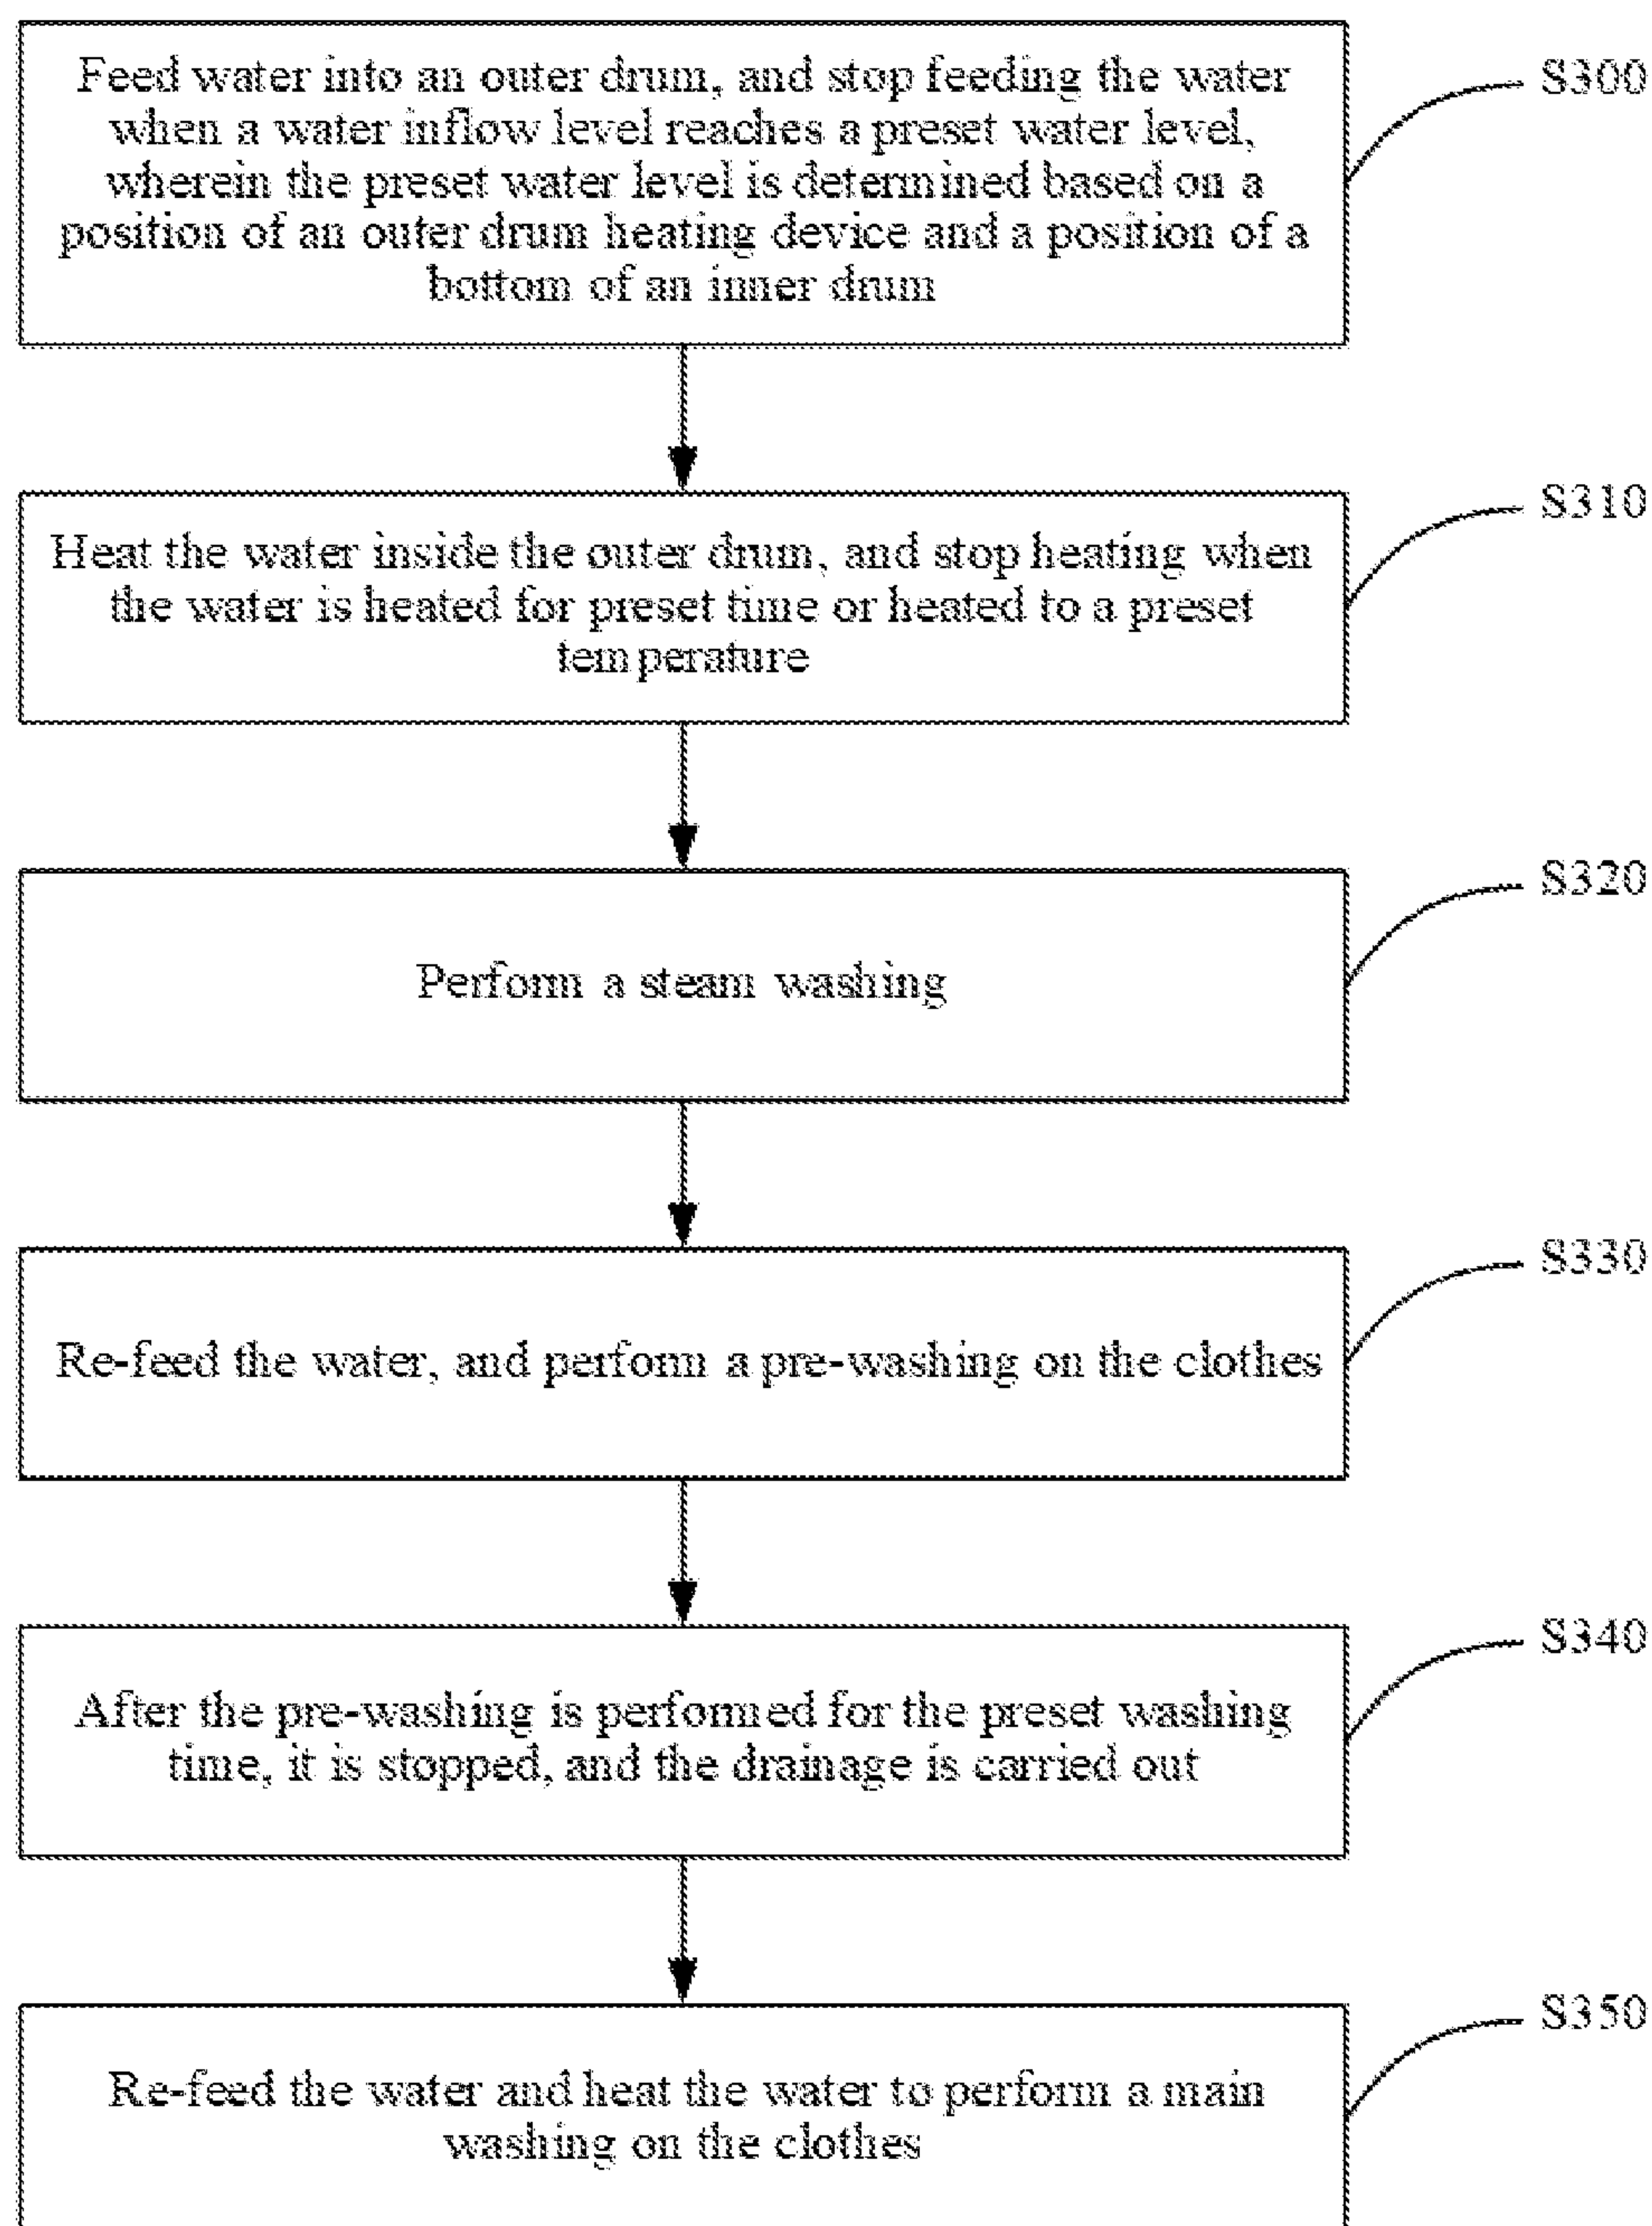 Feed water into an outer drum, and stop feeding the water
when a water inflow level reaches a preset water level,
wherein the preset water level is determined based on a
position of an outer drum heating device and a position of a
bottom of an inner drum
S300
Heat the water inside the outer drum, and stop heating when
the water is heated for preset time or heated to a preset
temperature
S310
Perform a steam washing
S320
Re-feed the water, and perform a pre-washing on the clothes
S330
After the pre-washing is performed for the preset washing
time, it is stopped, and the drainage is carried out
S340
Re-feed the water and heat the water to perform a main
washing on the clothes
S350